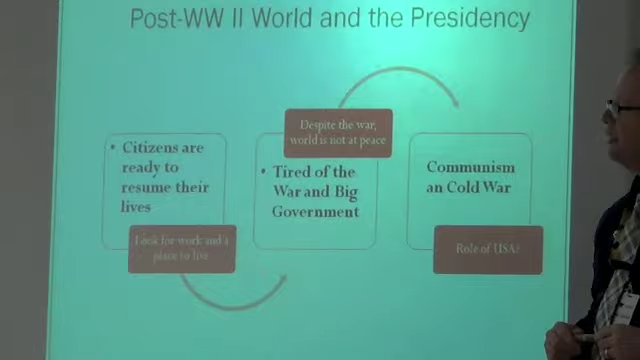 Post-WW II World and the Presidency
• Citizens are
ready to
resume their
lives
Look for work and a
place to live
Despite the war,
world is not at peace
• Tired of the
War and Big
Government
Communism
an Cold War
Role of USA?